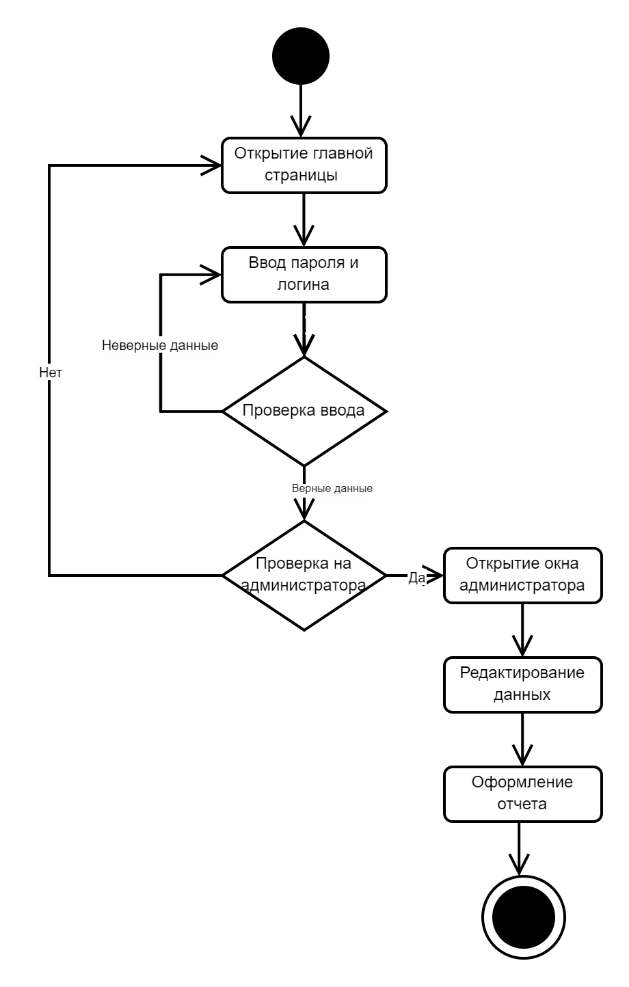 Открытие главной
страницы
Ввод пароля и
логина
Неверные данные
Нет
Проверка ввода
Верные данные
Проверка на
администратора
Да
Открытие окна
администратора
Редактирование
данных
Оформление
отчета